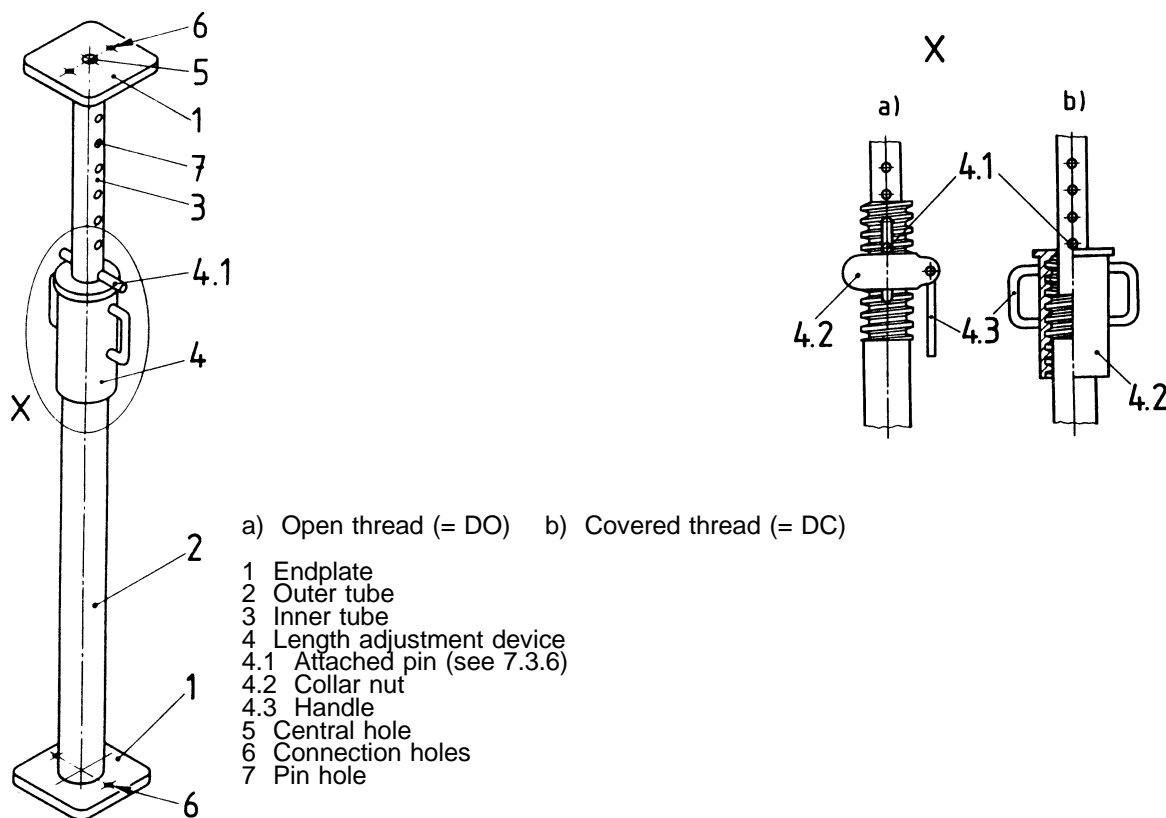 6
5
1
7
3
4.1
4
X
2
1
6
X
a) b)
4.1
4.2 4.3
4.2
a) Open thread (= DO) b) Covered thread (= DC)
1 Endplate
2 Outer tube
3 Inner tube
4 Length adjustment device
4.1 Attached pin (see 7.3.6)
4.2 Collar nut
4.3 Handle
5 Central hole
6 Connection holes
7 Pin hole